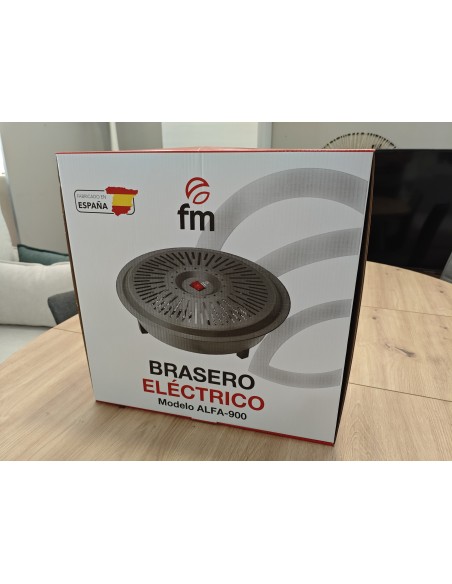 FABRICADO EN
ESPAÑA
fm
BRASERO
ELÉCTRICO
Modelo ALFA-900